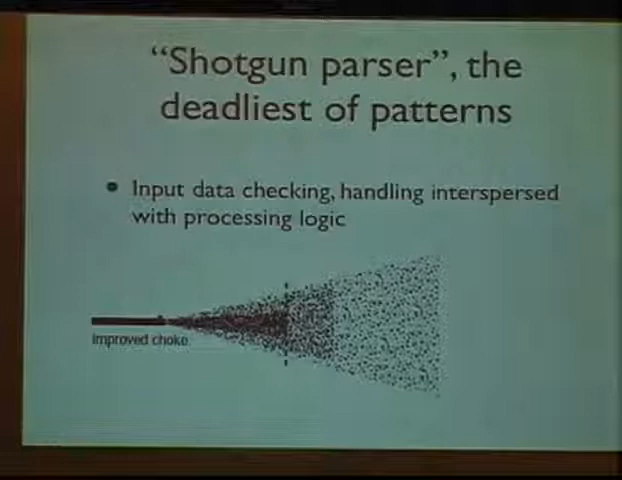 “Shotgun parser”, the
deadliest of patterns
• Input data checking, handling interspersed
with processing logic
Improved choke